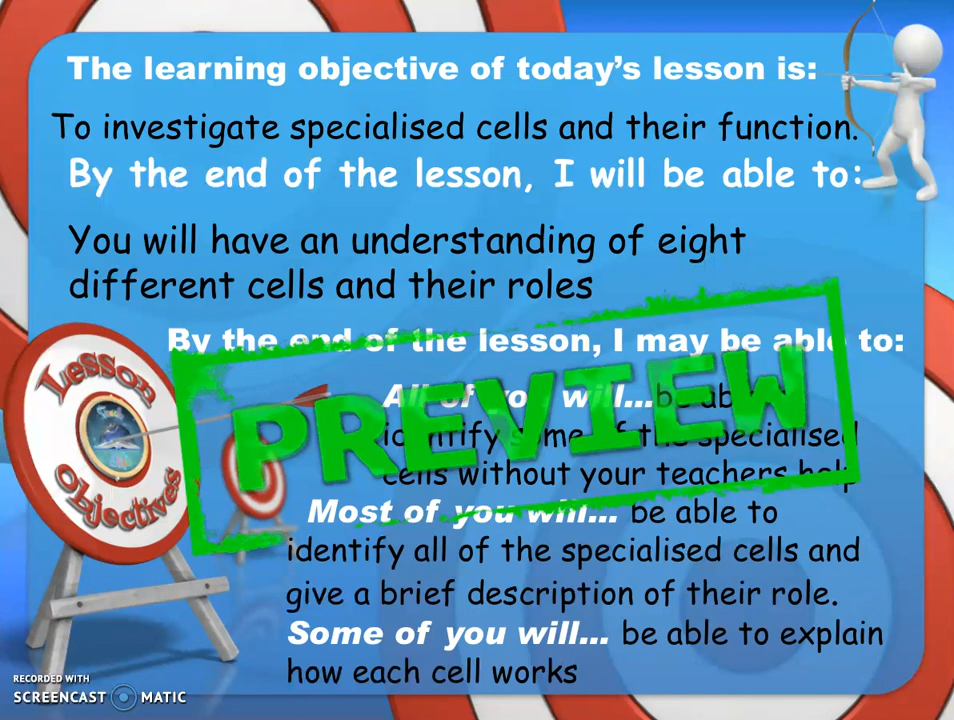 The learning objective of today's lesson is:
To investigate specialised cells and their function.
By the end of the lesson, I will be able to:
You will have an understanding of eight
different cells and their roles
By the end of the lesson, I may be able to:
All of you will...be able
identify some of the specialised
cells without your teachers help
PREVIEW
Most of you will... be able to
identify all of the specialised cells and
give a brief description of their role.
Some of you will... be able to explain
how each cell works
Lesson
Objectives
RECORDED WITH
SCREENCAST MATIC